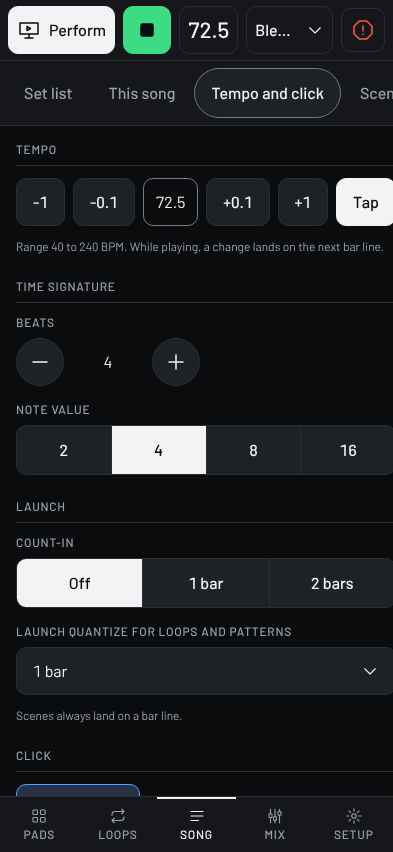 Perform
72.5
Ble...
Set list
This song
Tempo and click
Scen
TEMPO
-1
-0.1
72.5
+0.1
+1
Tap
Range 40 to 240 BPM. While playing, a change lands on the next bar line.
TIME SIGNATURE
BEATS
4
NOTE VALUE
2
4
8
16
LAUNCH
COUNT-IN
Off
1 bar
2 bars
LAUNCH QUANTIZE FOR LOOPS AND PATTERNS
1 bar
Scenes always land on a bar line.
CLICK
PADS
LOOPS
SONG
MIX
SETUP